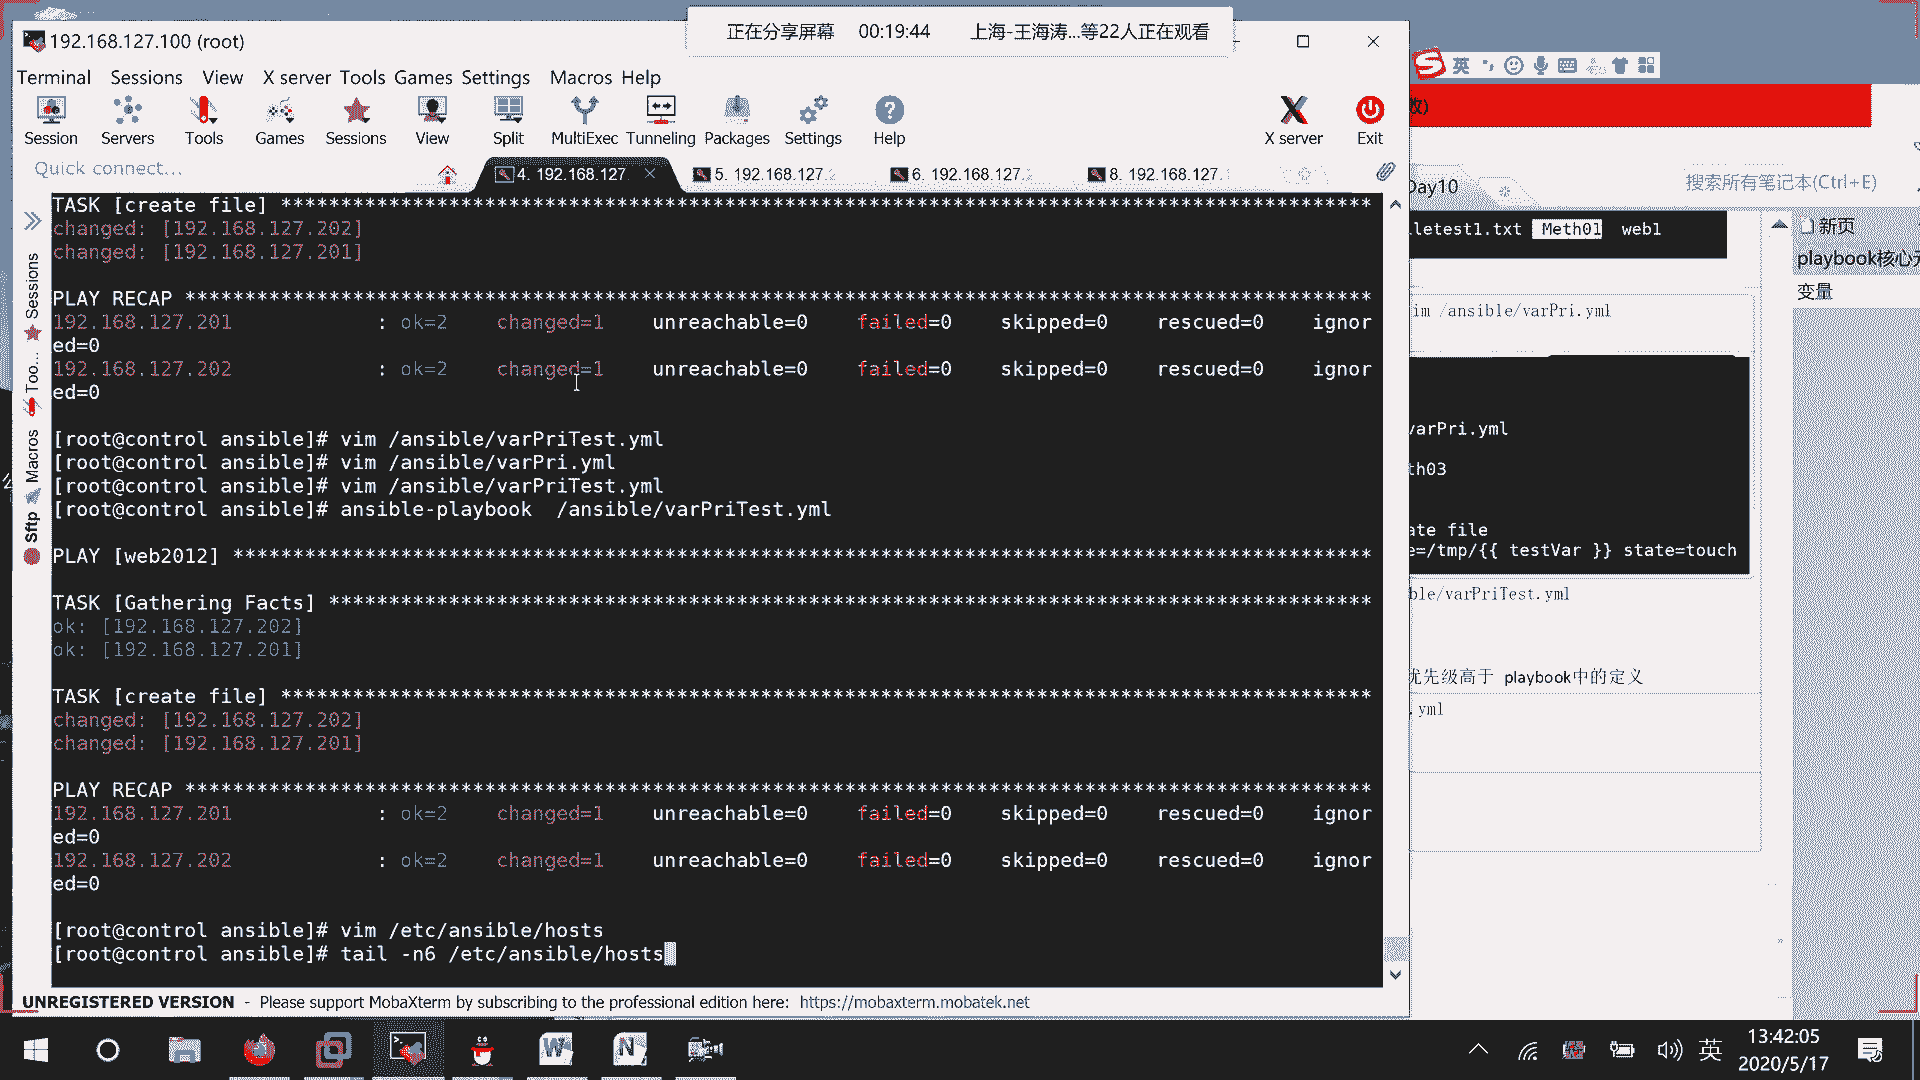 正在分享屏幕 00:19:44 上海-王海涛...等22人正在观看
192.168.127.100 (root)
Terminal Sessions View X server Tools Games Settings Macros Help
Session Servers Tools Games Sessions View Split MultiExec Tunneling Packages Settings Help X server Exit
Quick connect...
4. 192.168.127.
5. 192.168.127.
6. 192.168.127.
8. 192.168.127.
Sessions
Too...
Macros
Sftp
TASK [create file] ******************************************************************************************
changed: [192.168.127.202]
changed: [192.168.127.201]
PLAY RECAP ***************************************************************************************************
192.168.127.201 : ok=2 changed=1 unreachable=0 failed=0 skipped=0 rescued=0 ignor
ed=0
192.168.127.202 : ok=2 changed=1 unreachable=0 failed=0 skipped=0 rescued=0 ignor
ed=0
[root@control ansible]# vim /ansible/varPriTest.yml
[root@control ansible]# vim /ansible/varPri.yml
[root@control ansible]# vim /ansible/varPriTest.yml
[root@control ansible]# ansible-playbook  /ansible/varPriTest.yml
PLAY [web2012] ***********************************************************************************************
TASK [Gathering Facts] ***************************************************************************************
ok: [192.168.127.202]
ok: [192.168.127.201]
TASK [create file] ******************************************************************************************
changed: [192.168.127.202]
changed: [192.168.127.201]
PLAY RECAP ***************************************************************************************************
192.168.127.201 : ok=2 changed=1 unreachable=0 failed=0 skipped=0 rescued=0 ignor
ed=0
192.168.127.202 : ok=2 changed=1 unreachable=0 failed=0 skipped=0 rescued=0 ignor
ed=0
[root@control ansible]# vim /etc/ansible/hosts
[root@control ansible]# tail -n6 /etc/ansible/hosts
UNREGISTERED VERSION - Please support MobaXterm by subscribing to the professional edition here: https://mobaxterm.mobatek.net
英
Day10
搜索所有笔记本(Ctrl+E)
letest1.txt Meth01 web1
新页
playbook核心元
变量
im /ansible/varPri.yml
varPri.yml
th03
ate file
e=/tmp/{{ testVar }} state=touch
ble/varPriTest.yml
优先级高于 playbook中的定义
.yml
英
13:42:05
2020/5/17